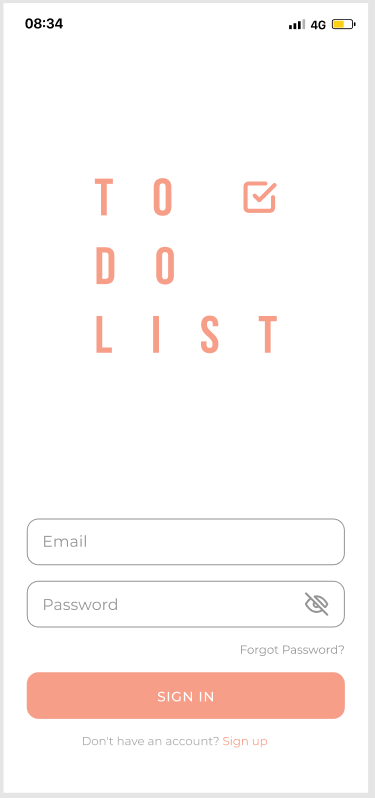 08:34 4G
TO
DO
LIST
Email
Password
Forgot Password?
SIGN IN
Don't have an account? Sign up